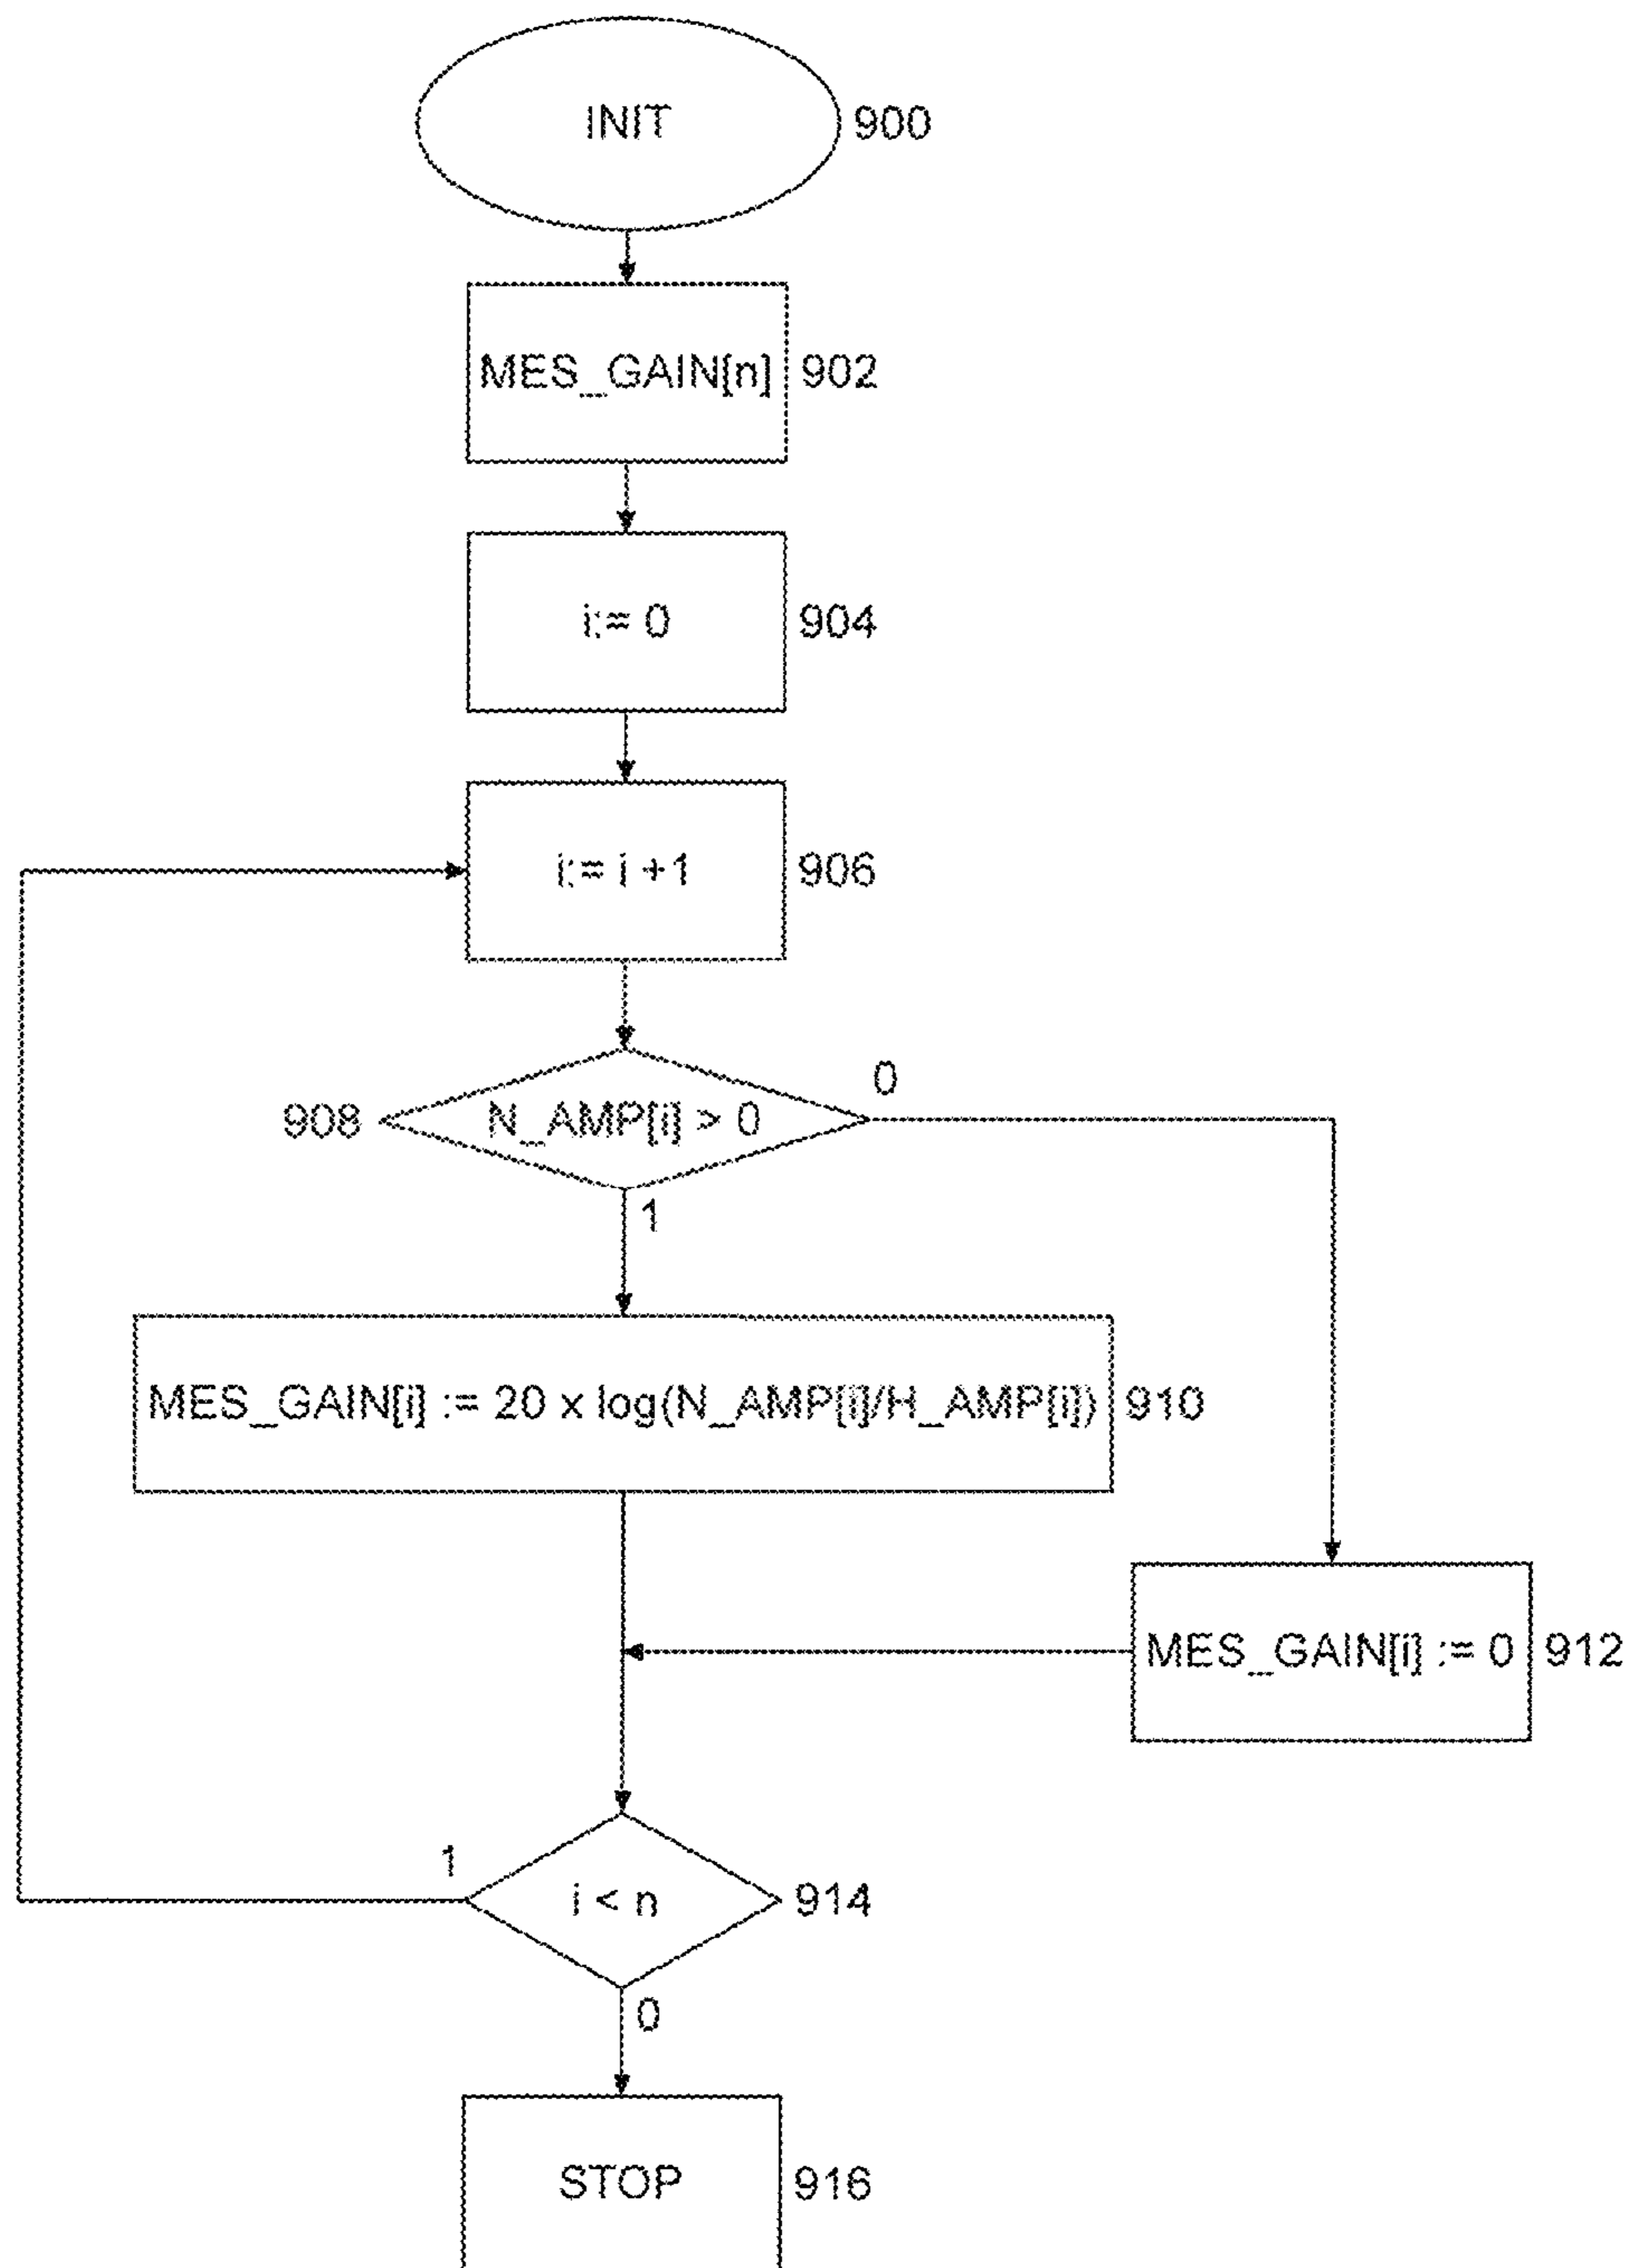 INIT
900
MES_GAIN[n]
902
i:= 0
904
i:= i +1
906
0
908
N_AMP[i] > 0
1
MES_GAIN[i] := 20 x log(N_AMP[i]/H_AMP[i])
910
MES_GAIN[i] := 0
912
1
i < n
914
0
STOP
916